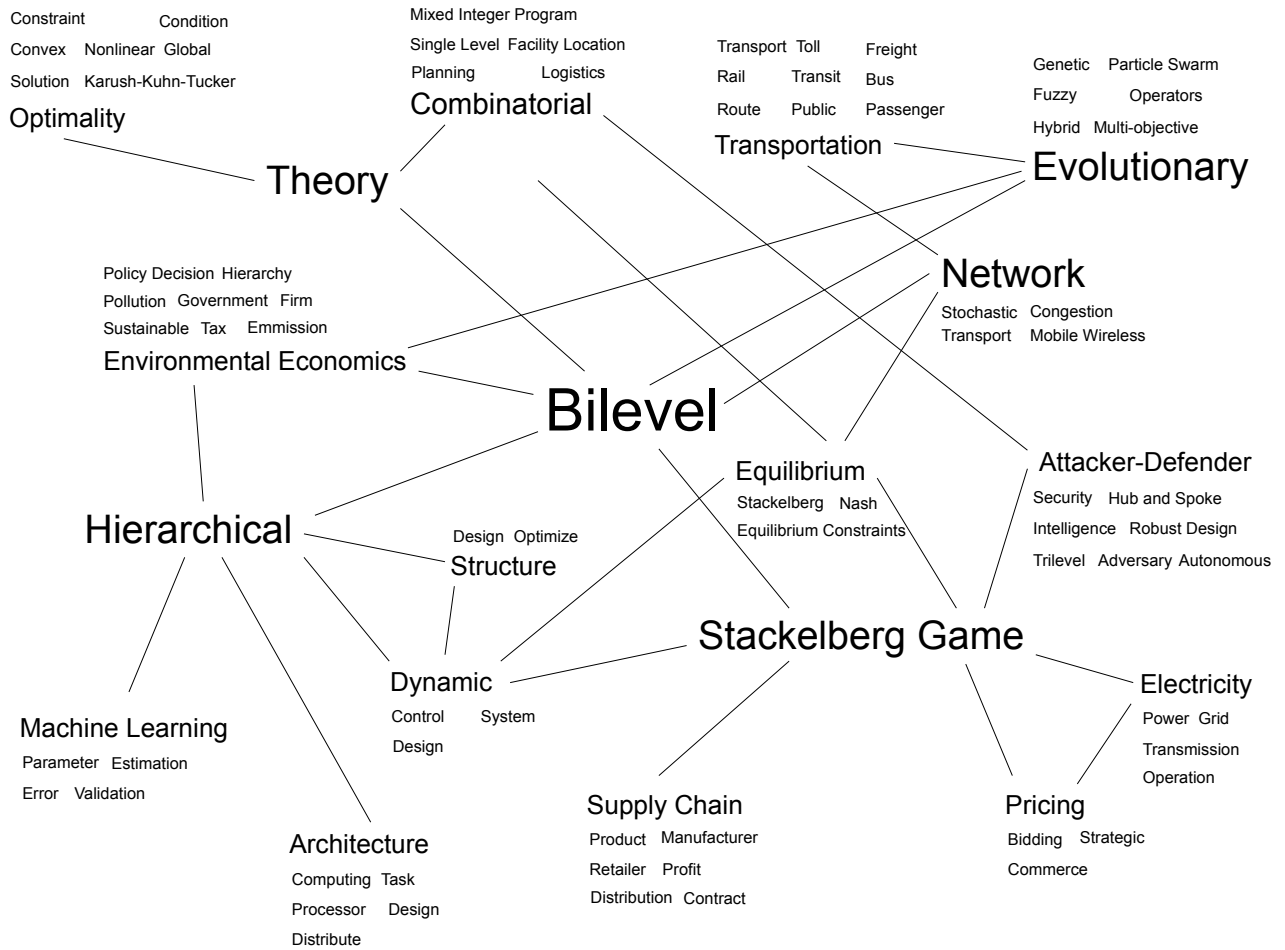 Constraint Condition
Convex Nonlinear Global
Solution Karush-Kuhn-Tucker
Optimality
Mixed Integer Program
Single Level Facility Location
Planning Logistics
Combinatorial
Transport Toll Freight
Rail Transit Bus
Route Public Passenger
Transportation
Genetic Particle Swarm
Fuzzy Operators
Hybrid Multi-objective
Evolutionary
Theory
Policy Decision Hierarchy
Pollution Government Firm
Sustainable Tax Emmission
Environmental Economics
Network
Stochastic Congestion
Transport Mobile Wireless
Bilevel
Equilibrium
Stackelberg Nash
Equilibrium Constraints
Attacker-Defender
Security Hub and Spoke
Intelligence Robust Design
Trilevel Adversary Autonomous
Hierarchical
Design Optimize
Structure
Stackelberg Game
Dynamic
Control System
Design
Electricity
Power Grid
Transmission
Operation
Machine Learning
Parameter Estimation
Error Validation
Architecture
Computing Task
Processor Design
Distribute
Supply Chain
Product Manufacturer
Retailer Profit
Distribution Contract
Pricing
Bidding Strategic
Commerce